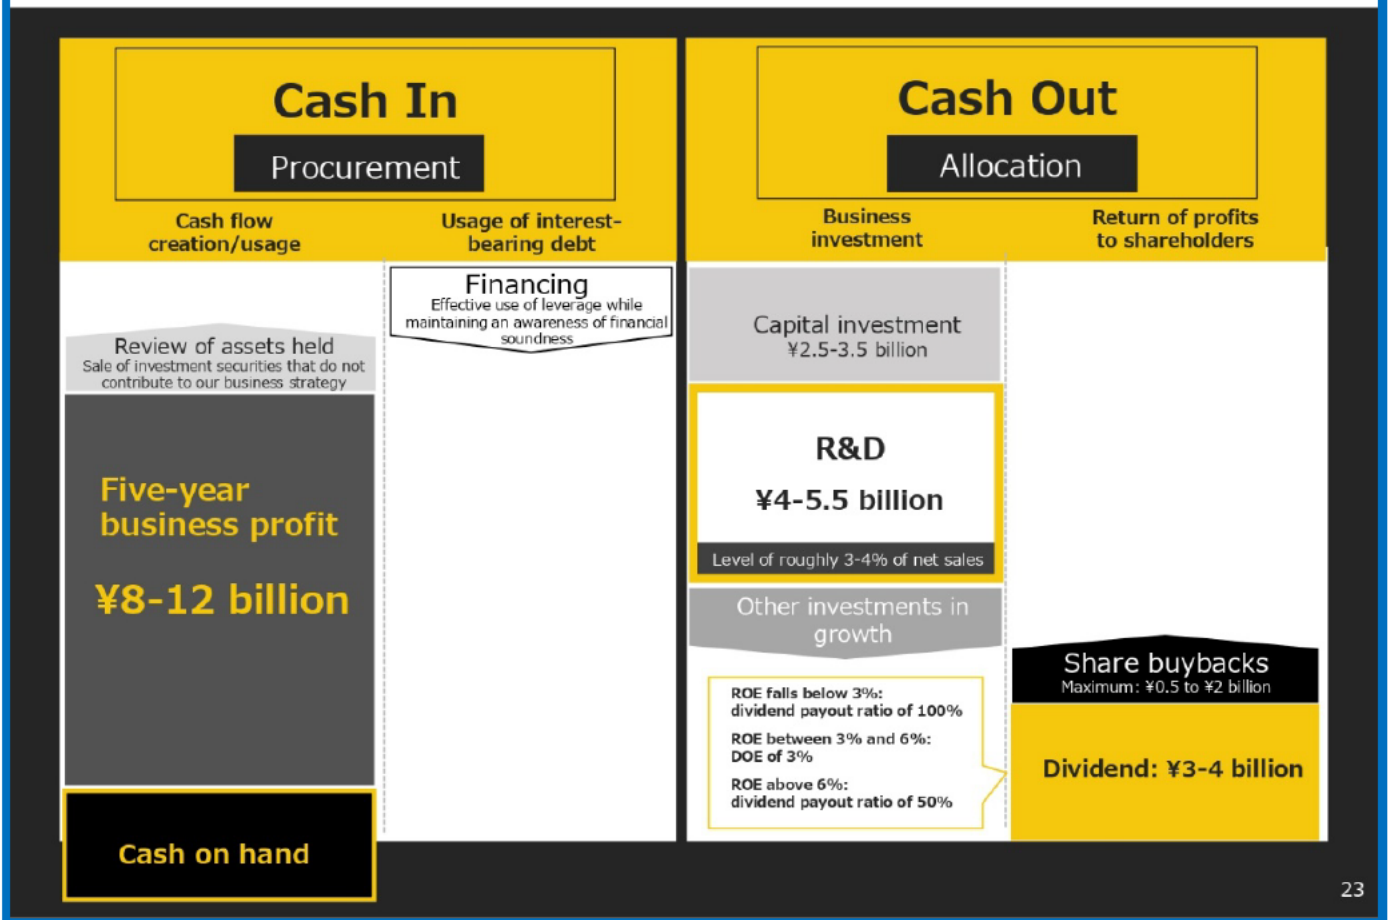 Cash In
Procurement
Cash flow
creation/usage
Usage of interest-
bearing debt
Financing
Effective use of leverage while
maintaining an awareness of financial
soundness
Review of assets held
Sale of investment securities that do not
contribute to our business strategy
Five-year
business profit
¥8-12 billion
Cash on hand
Cash Out
Allocation
Business
investment
Return of profits
to shareholders
Capital investment
¥2.5-3.5 billion
R&D
¥4-5.5 billion
Level of roughly 3-4% of net sales
Other investments in
growth
ROE falls below 3%:
dividend payout ratio of 100%
ROE between 3% and 6%:
DOE of 3%
ROE above 6%:
dividend payout ratio of 50%
Share buybacks
Maximum: ¥0.5 to ¥2 billion
Dividend: ¥3-4 billion
23